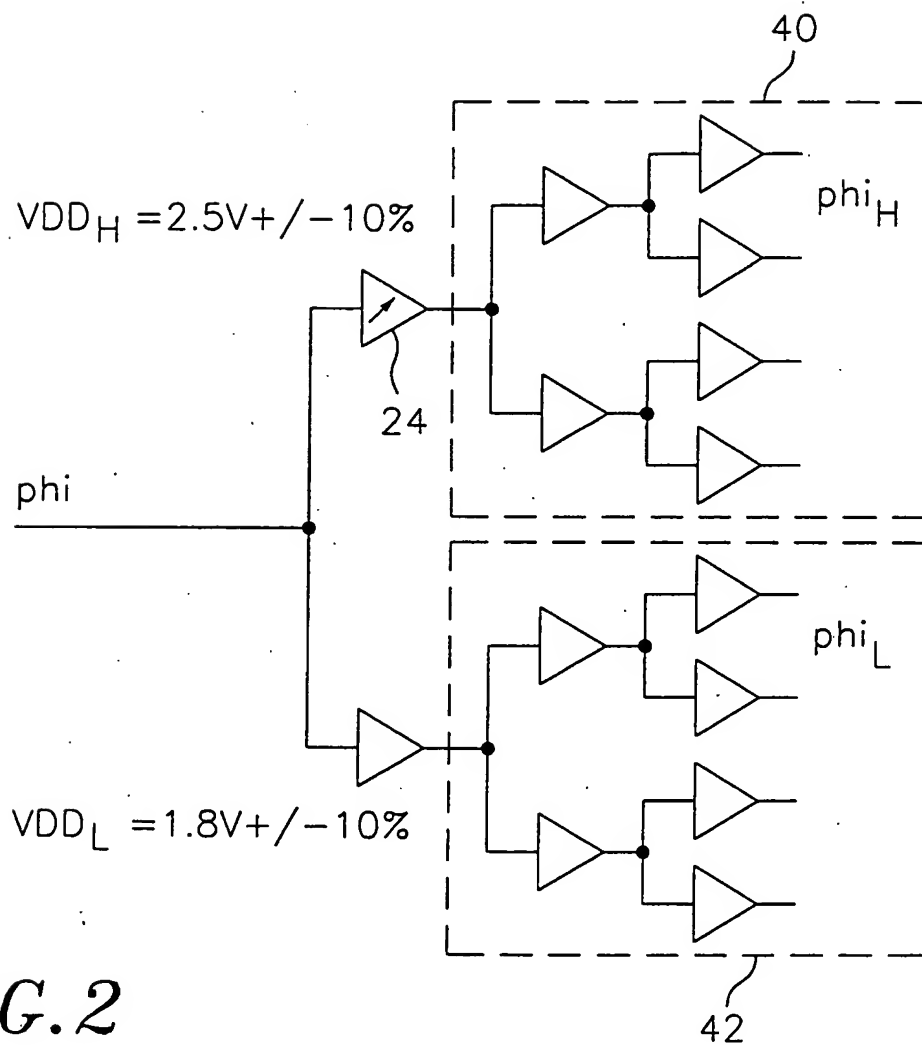 40
VDD_H =2.5V+/-10%
phi_H
24
phi
phi_L
VDD_L =1.8V+/-10%
G.2
42